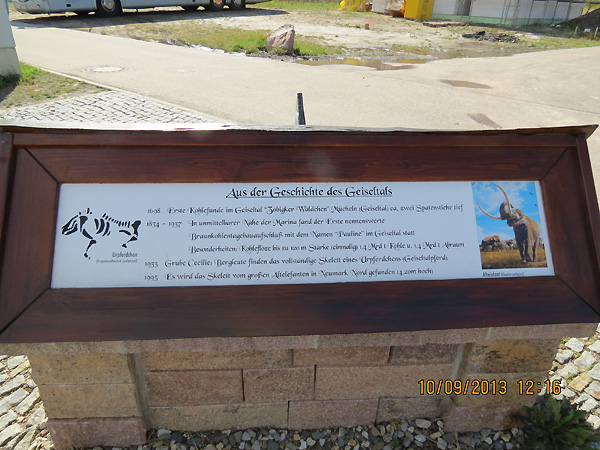 Aus der Geschichte des Geiseltals
1698 Erste Kohlefunde im Geiseltal "Zöbigker Wäldchen" Mücheln (Geiseltal) ca. zwei Spatenstiche tief
1834 - 1937 In unmittelbarer Nähe der Marina fand der erste nennenswerte
Braunkohlentagebauaufschluß mit dem Namen "Pauline" im Geiseltal statt
Besonderheiten: Kohleflöze bis zu 120 m Stärke (einmalig) 1,4 Mrd t Kohle u. 1,4 Mrd t Abraum
1933 Grube Cecilie: Bergleute finden das vollständige Skelett eines Urpferdchens (Geiseltalpferd)
1995 Es wird das Skelett vom großen Altelefanten in Neumark Nord gefunden (4,20m hoch)
Urpferdchen
Altelefant
10/09/2013 12:16